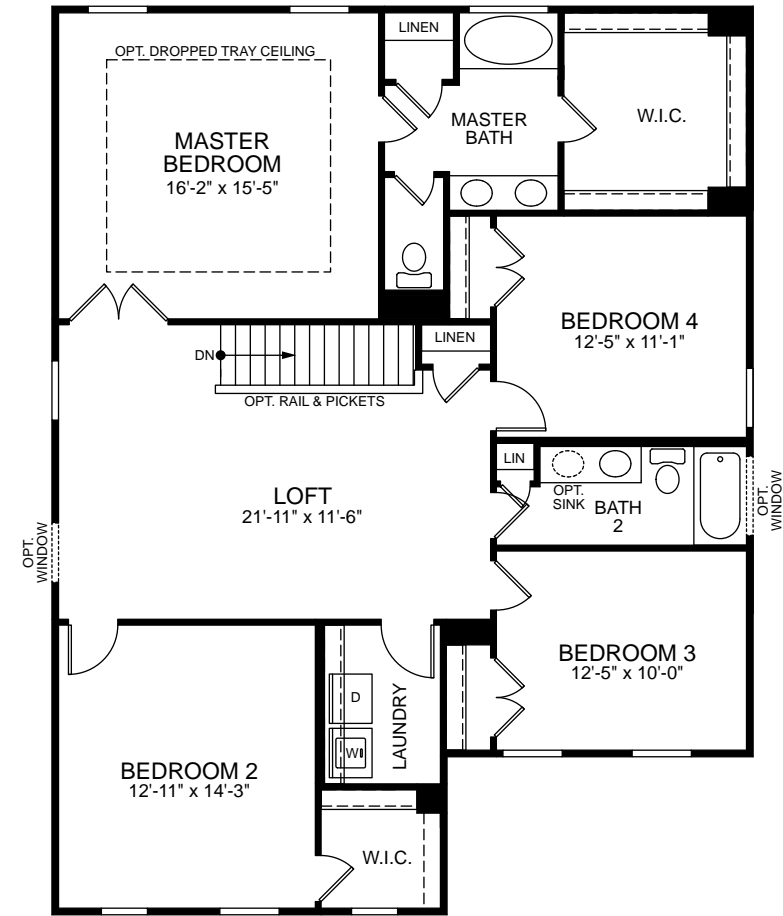 LINEN
OPT. DROPPED TRAY CEILING
MASTER
BEDROOM
16'-2" x 15'-5"
MASTER
BATH
W.I.C.
BEDROOM 4
12'-5" x 11'-1"
DN
LINEN
OPT. RAIL & PICKETS
LIN
OPT.
SINK
BATH
2
OPT.
WINDOW
LOFT
21'-11" x 11'-6"
OPT.
WINDOW
BEDROOM 3
12'-5" x 10'-0"
D
W
LAUNDRY
BEDROOM 2
12'-11" x 14'-3"
W.I.C.